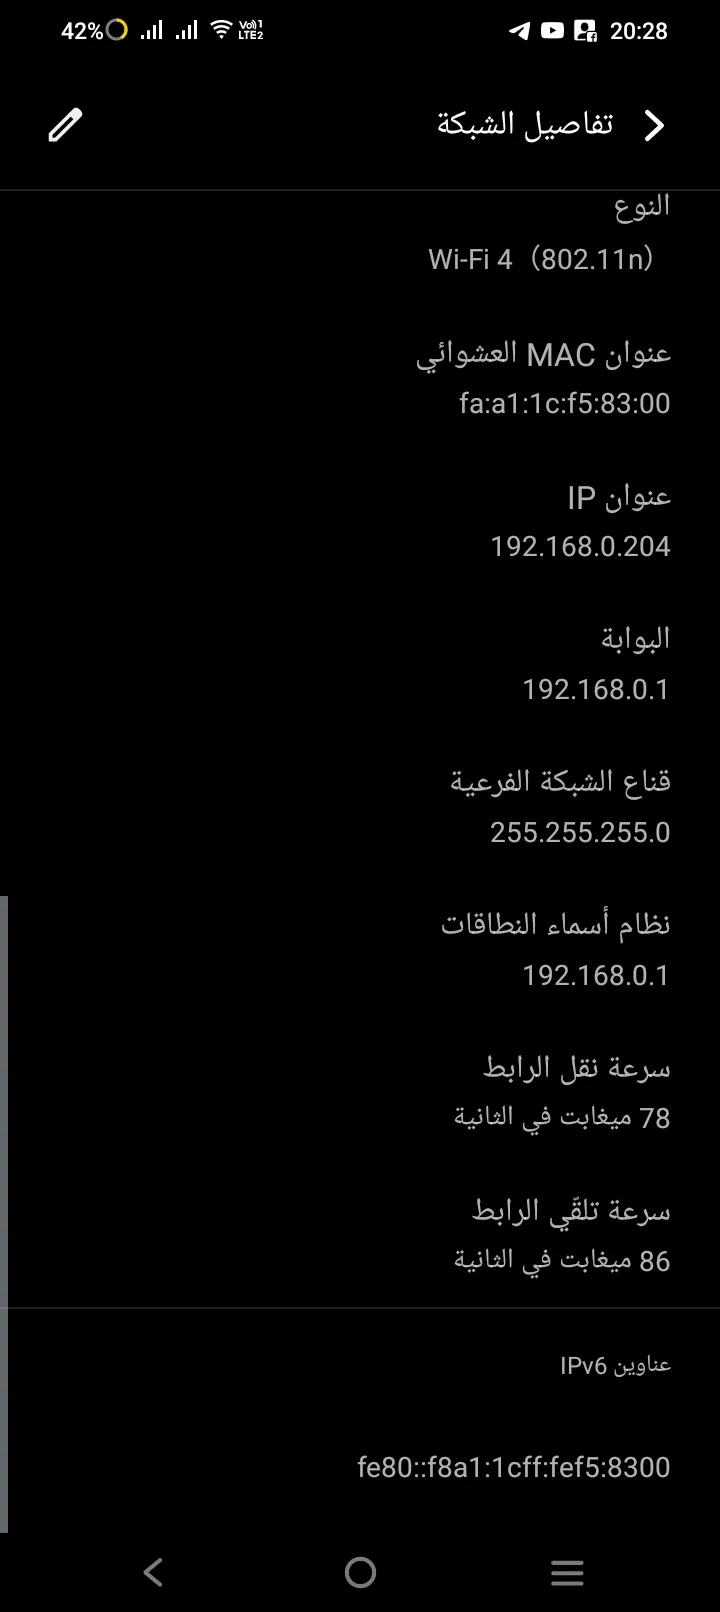 42%
Vo) 1
LTE2
20:28
تفاصيل الشبكة
النوع
Wi-Fi 4（802.11n）
عنوان MAC العشوائي
fa:a1:1c:f5:83:00
عنوان IP
192.168.0.204
البوابة
192.168.0.1
قناع الشبكة الفرعية
255.255.255.0
نظام أسماء النطاقات
192.168.0.1
سرعة نقل الرابط
78 ميغابت في الثانية
سرعة تلقّي الرابط
86 ميغابت في الثانية
عناوين IPv6
fe80::f8a1:1cff:fef5:8300